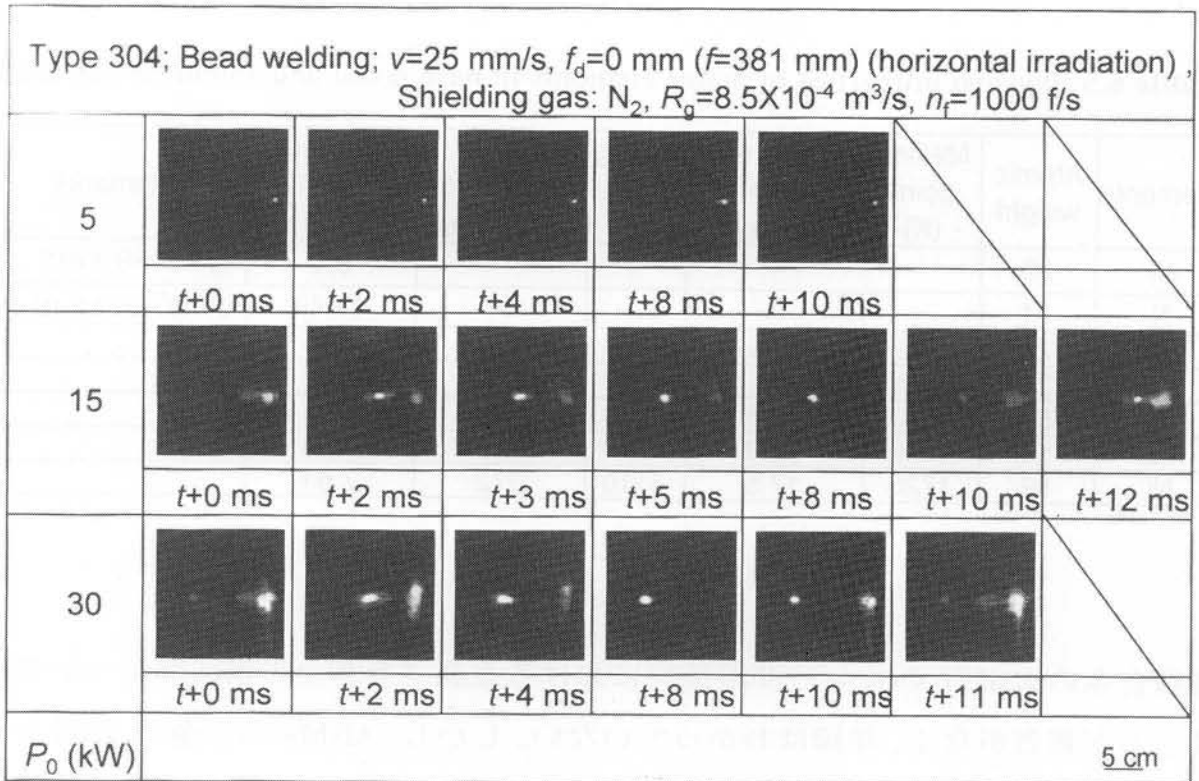 Type 304; Bead welding; v=25 mm/s, f_d=0 mm (f=381 mm) (horizontal irradiation) ,
Shielding gas: N₂, R_g=8.5X10⁻⁴ m³/s, n_f=1000 f/s
5
t+0 ms t+2 ms t+4 ms t+8 ms t+10 ms
15
t+0 ms t+2 ms t+3 ms t+5 ms t+8 ms t+10 ms t+12 ms
30
t+0 ms t+2 ms t+4 ms t+8 ms t+10 ms t+11 ms
P₀ (kW)
5 cm